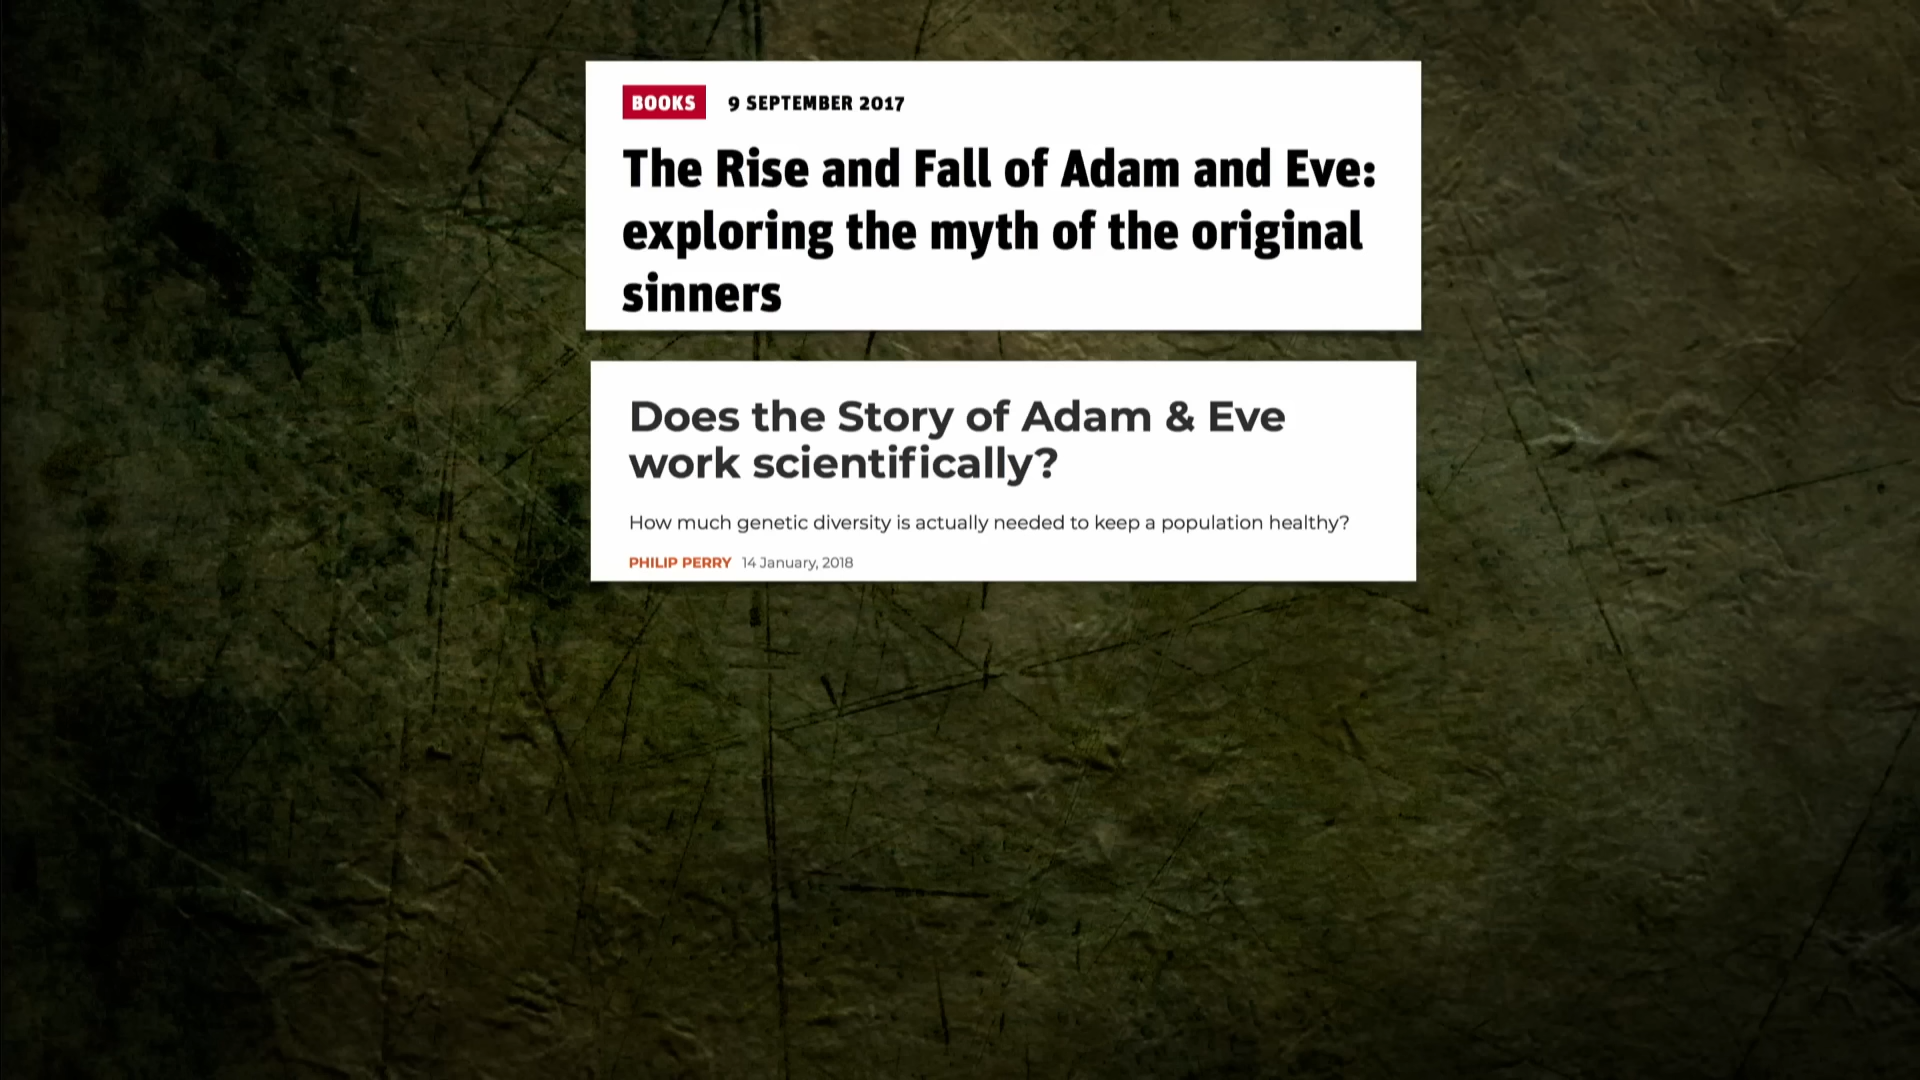 BOOKS 9 SEPTEMBER 2017
The Rise and Fall of Adam and Eve:
exploring the myth of the original
sinners
Does the Story of Adam & Eve
work scientifically?
How much genetic diversity is actually needed to keep a population healthy?
PHILIP PERRY 14 January, 2018